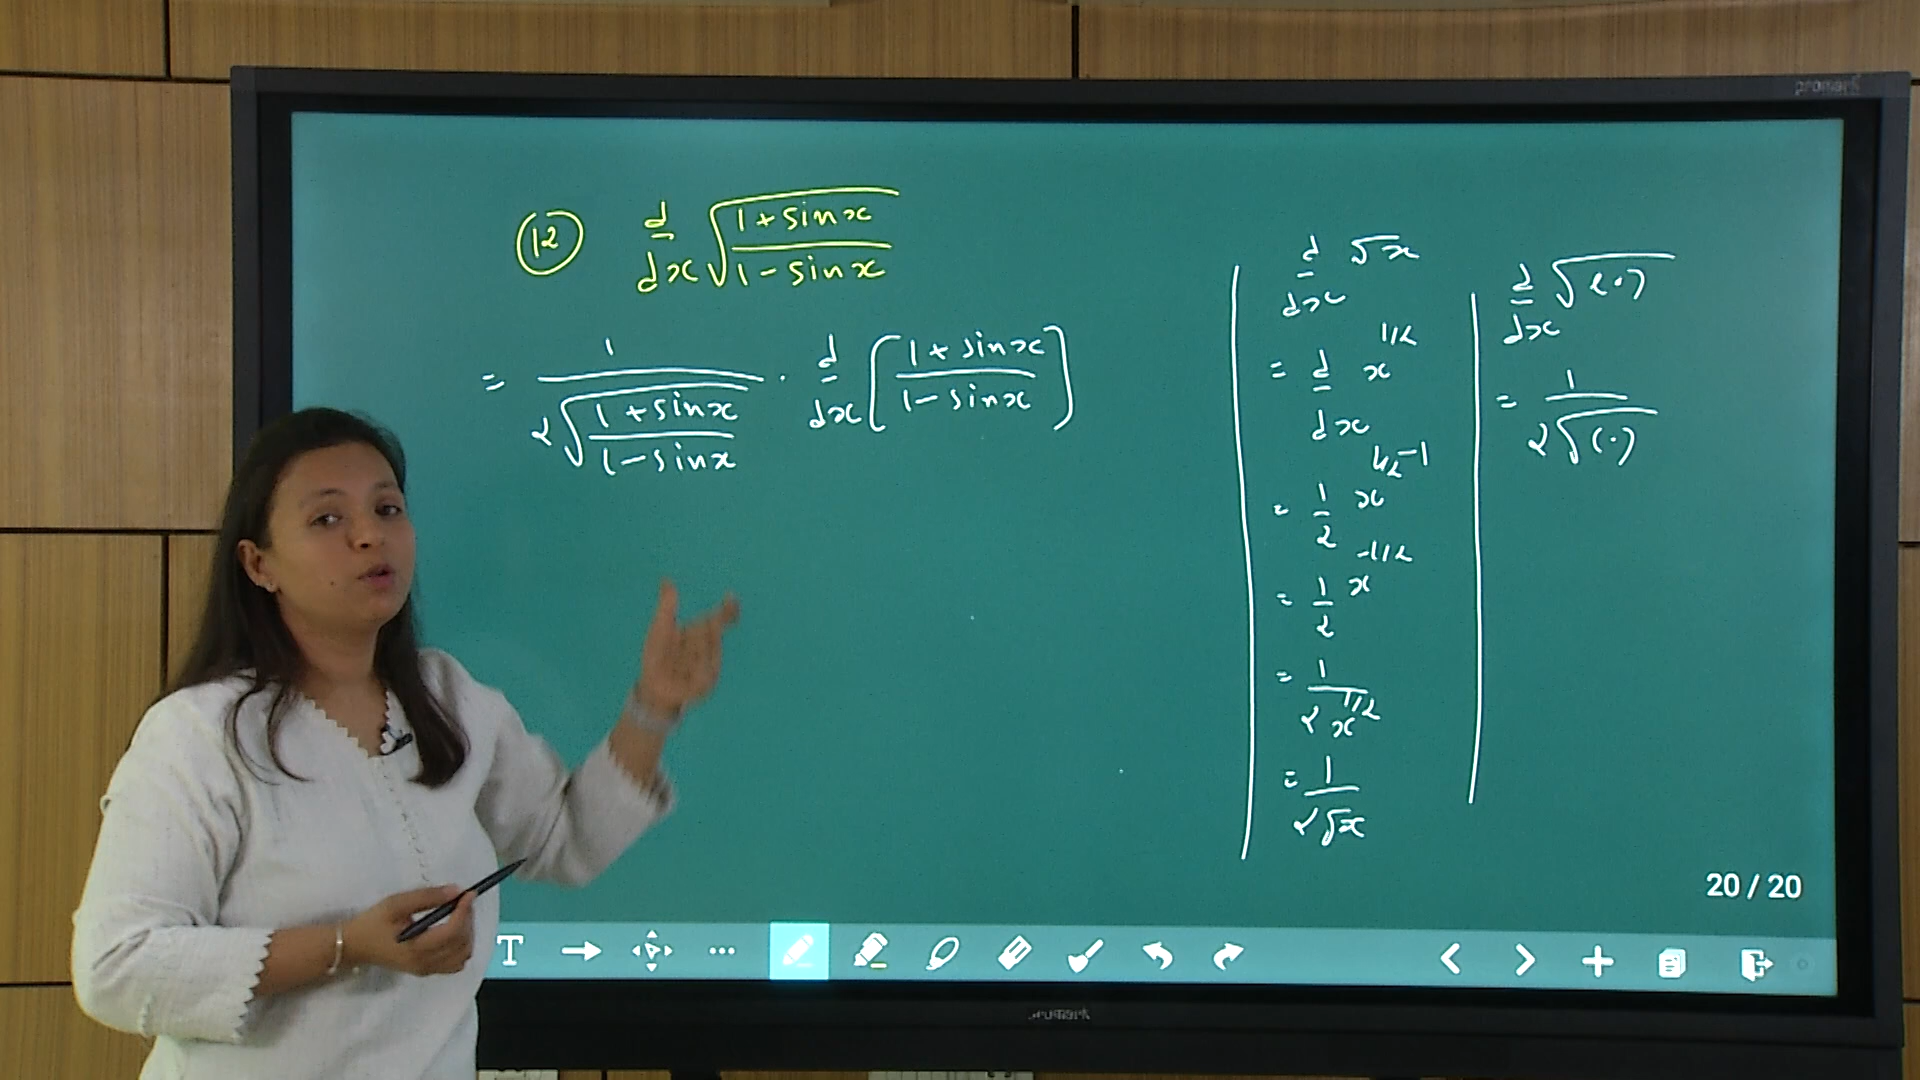 promark
(12) d/dx √((1+sinx)/(1-sinx))
= 1/(2√((1+sinx)/(1-sinx))) · d/dx [(1+sinx)/(1-sinx)]
d/dx √x
= d/dx x^1/2
= 1/2 x^1/2-1
= 1/2 x^-1/2
= 1/(2x^1/2)
= 1/(2√x)
d/dx √(·)
= 1/(2√(·))
20 / 20
T
promark